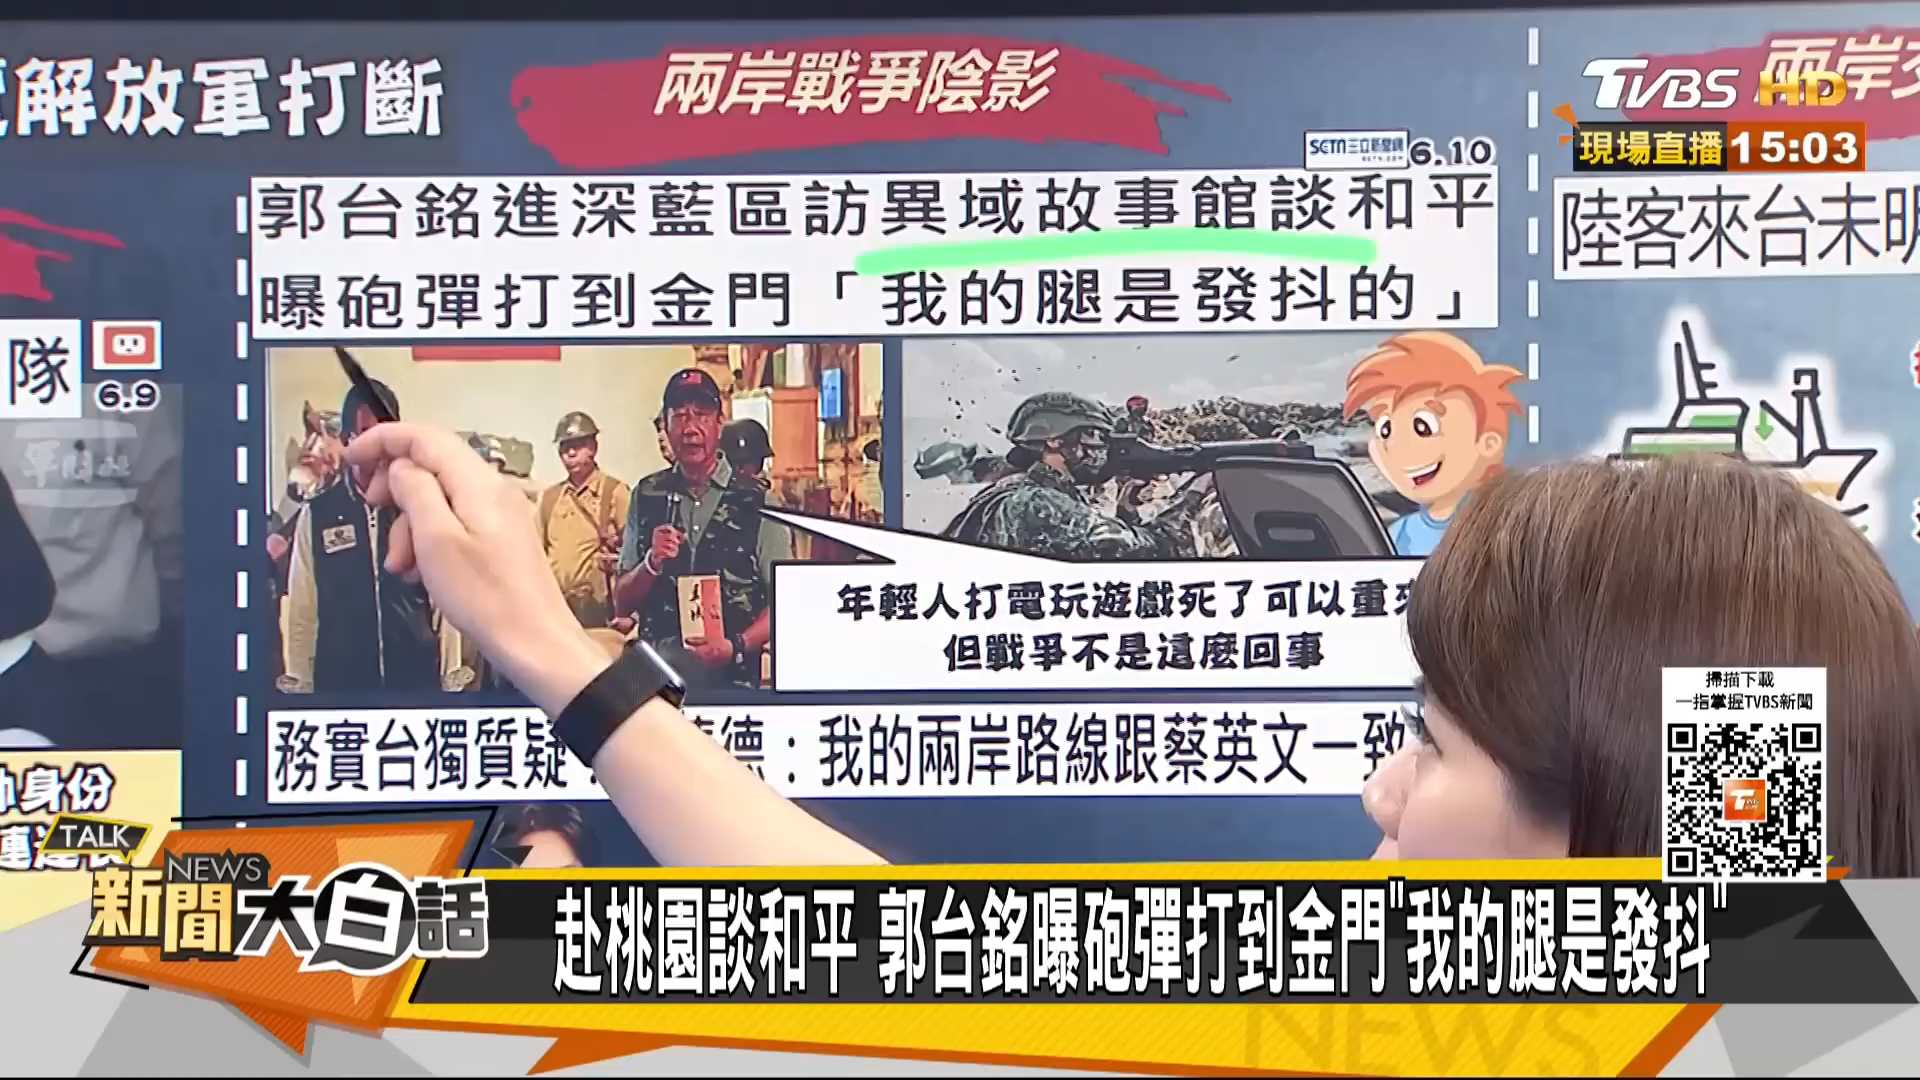 解放軍打斷
兩岸戰爭陰影
TVBS HD
現場直播 15:03
SETN三立新聞網
6.10
郭台銘進深藍區訪異域故事館談和平
曝砲彈打到金門「我的腿是發抖的」
陸客來台未明
隊
6.9
年輕人打電玩遊戲死了可以重來
但戰爭不是這麼回事
務實台獨質疑
德：我的兩岸路線跟蔡英文一致
掃描下載
一指掌握TVBS新聞
身份
TALK
NEWS
新聞大白話
赴桃園談和平 郭台銘曝砲彈打到金門"我的腿是發抖"
NEWS